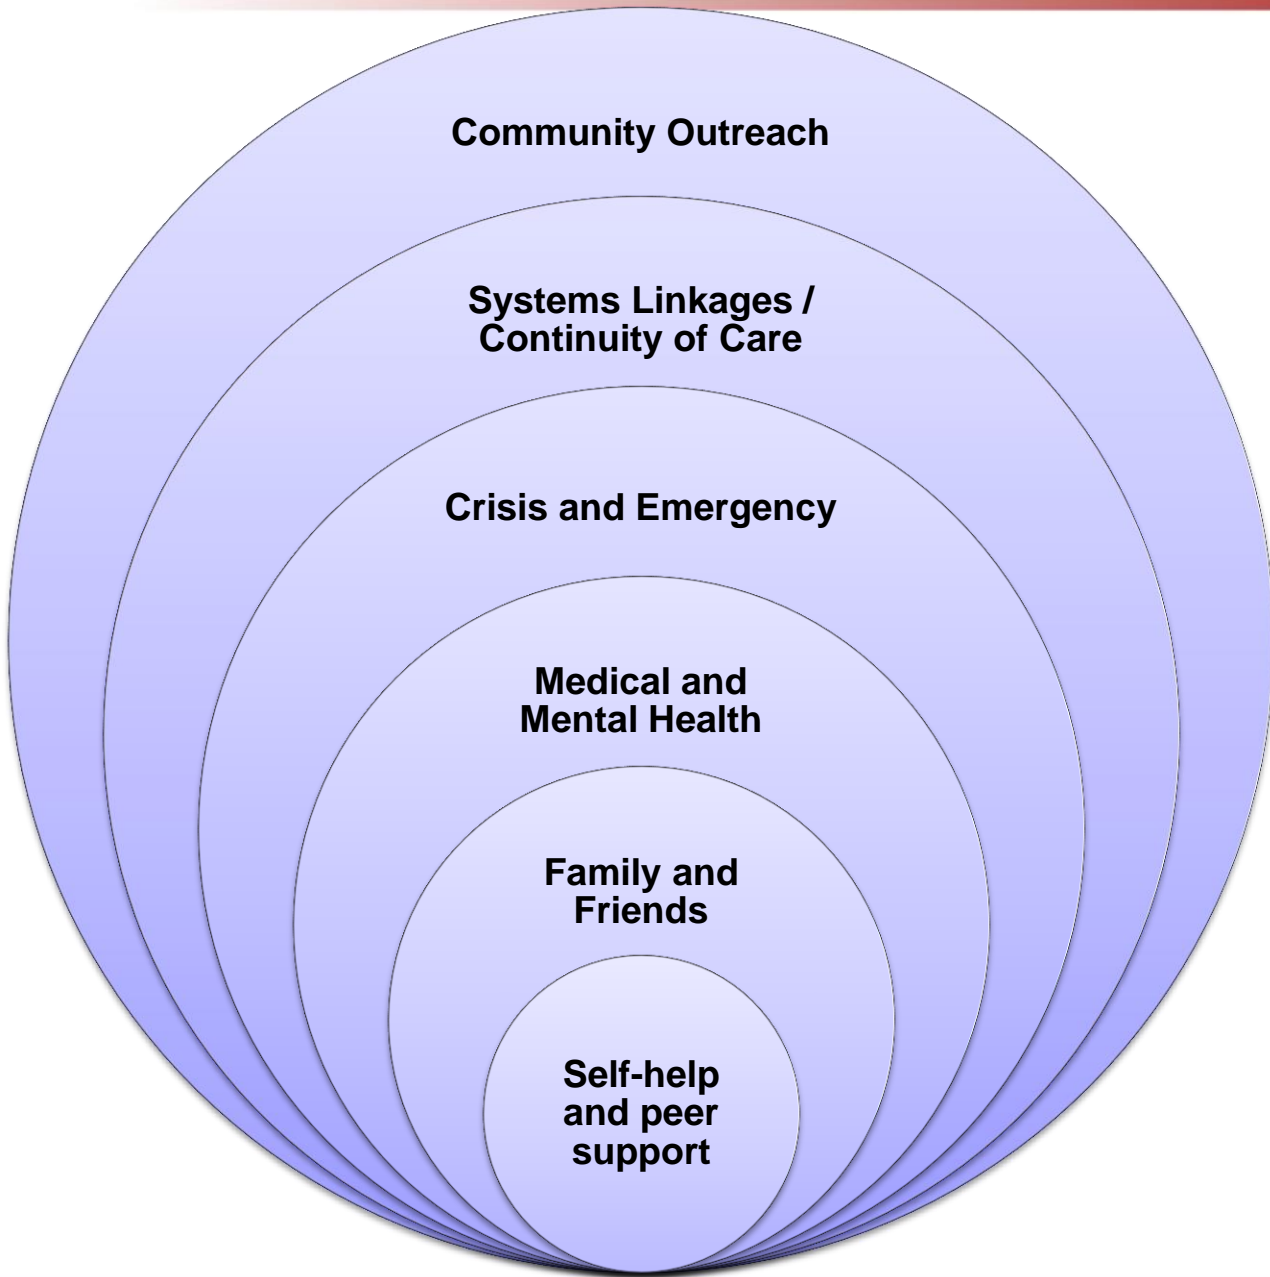 Community Outreach
Systems Linkages /
Continuity of Care
Crisis and Emergency
Medical and
Mental Health
Family and
Friends
Self-help
and peer
support